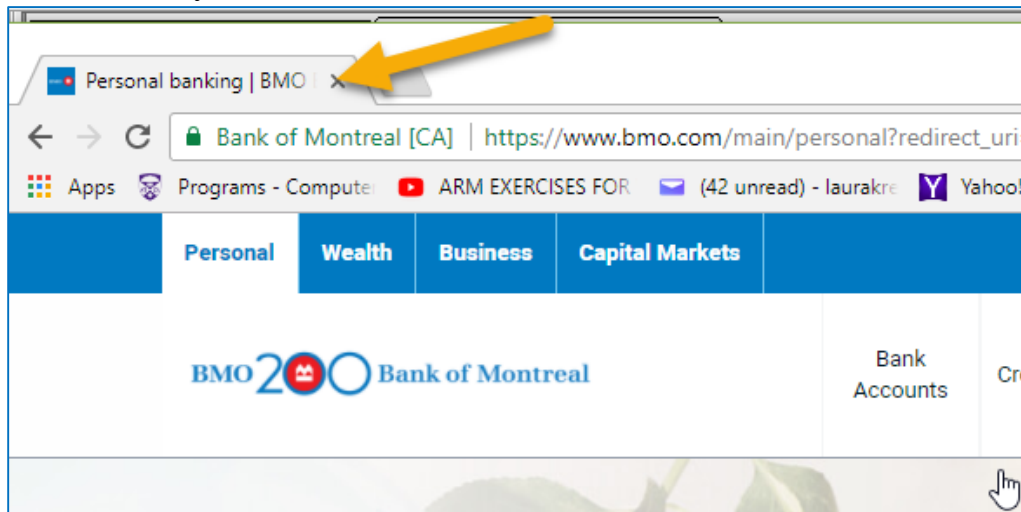 Personal banking | BMO
Bank of Montreal [CA] | https://www.bmo.com/main/personal?redirect_uri
Apps Programs - Compute ARM EXERCISES FOR (42 unread) - laurakre Yahoo!
Personal Wealth Business Capital Markets
BMO 200 Bank of Montreal
Bank
Accounts
Cr